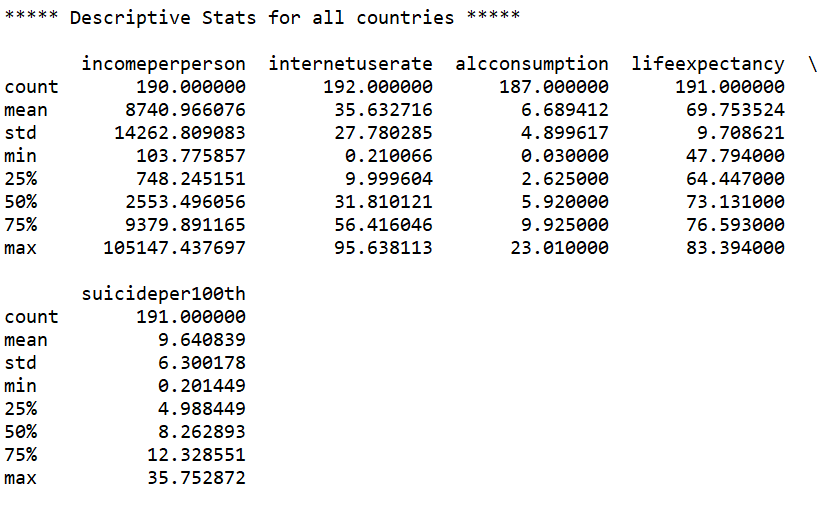 ***** Descriptive Stats for all countries *****
incomeperperson internetuserate alcconsumption lifeexpectancy \
count 190.000000 192.000000 187.000000 191.000000
mean 8740.966076 35.632716 6.689412 69.753524
std 14262.809083 27.780285 4.899617 9.708621
min 103.775857 0.210066 0.030000 47.794000
25% 748.245151 9.999604 2.625000 64.447000
50% 2553.496056 31.810121 5.920000 73.131000
75% 9379.891165 56.416046 9.925000 76.593000
max 105147.437697 95.638113 23.010000 83.394000
suicideper100th
count 191.000000
mean 9.640839
std 6.300178
min 0.201449
25% 4.988449
50% 8.262893
75% 12.328551
max 35.752872